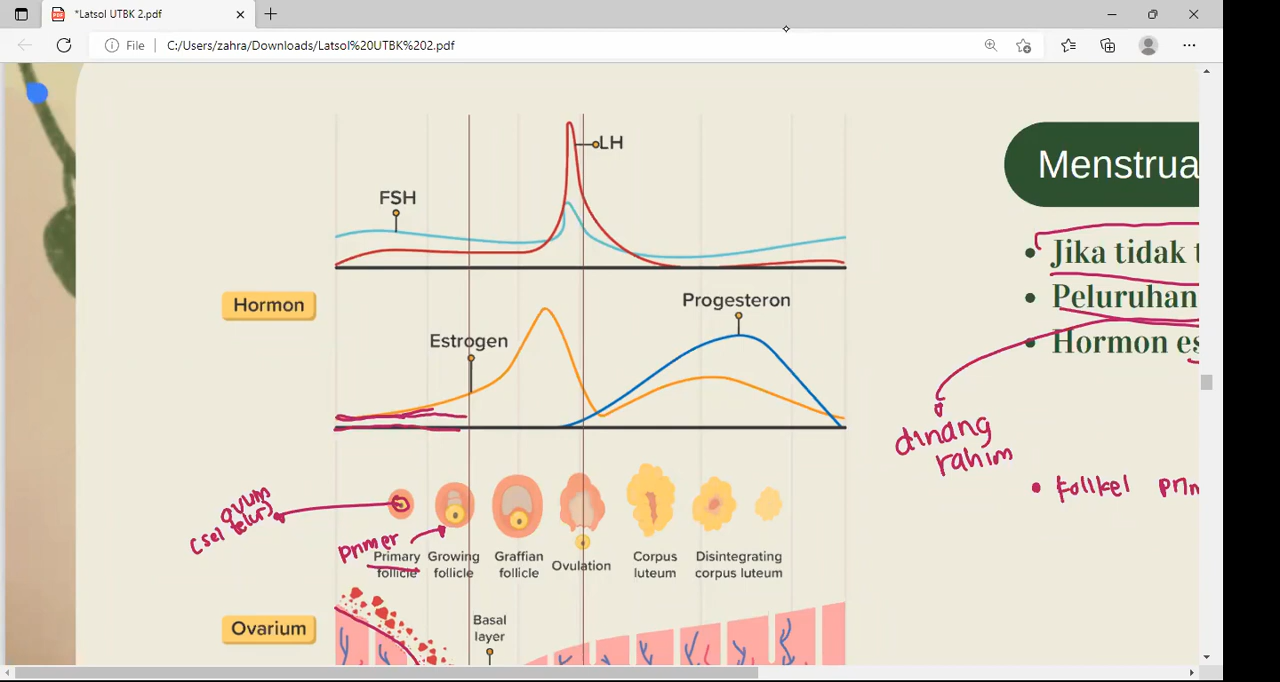 *Latsol UTBK 2.pdf
File
C:/Users/zahra/Downloads/Latsol%20UTBK%202.pdf
LH
FSH
Hormon
Estrogen
Progesteron
ovum
(sel telur)
primer
Primary
follicle
Growing
follicle
Graffian
follicle
Ovulation
Corpus
luteum
Disintegrating
corpus luteum
Ovarium
Basal
layer
Menstrua
• Jika tidak t
• Peluruhan
• Hormon es
dinang
rahim
• follkel prim